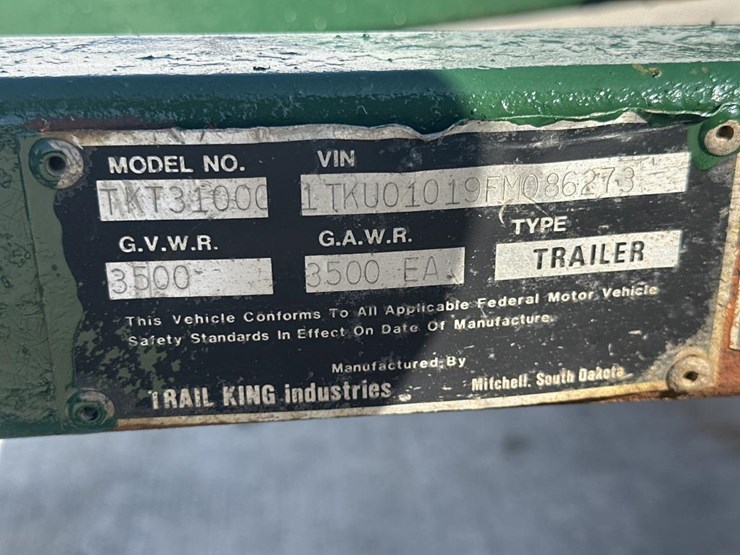 MODEL NO. VIN
TKT31000 1TKU01019FM086273
G.V.W.R. G.A.W.R. TYPE
3500 3500 EA. TRAILER
This Vehicle Conforms To All Applicable Federal Motor Vehicle
Safety Standards In Effect On Date Of Manufacture.
Manufactured By
TRAIL KING industries Mitchell, South Dakota